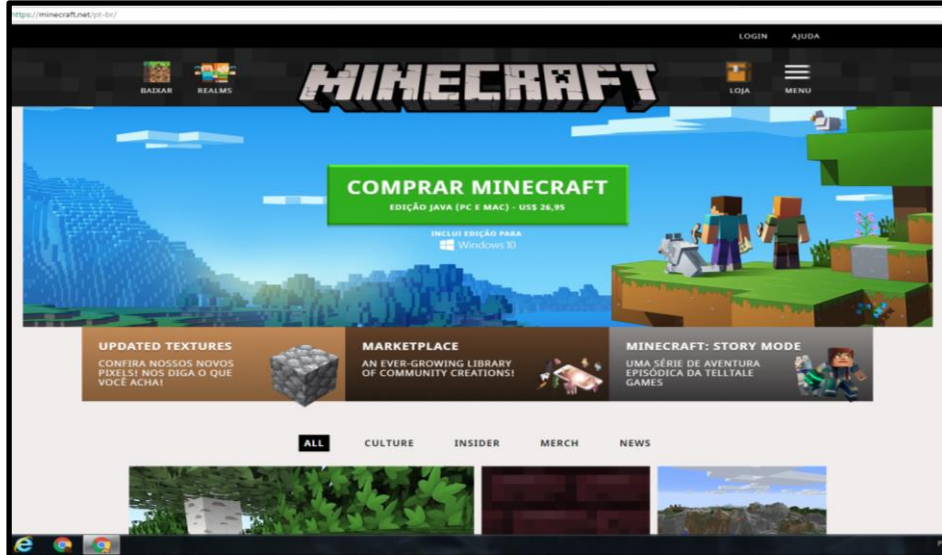 https://minecraft.net/pt-br/
LOGIN AJUDA
BAIXAR REALMS MINECRAFT LOJA MENU
COMPRAR MINECRAFT
EDIÇÃO JAVA (PC E MAC) - US$ 26,95
INCLUI EDIÇÃO PARA
Windows 10
UPDATED TEXTURES
CONFIRA NOSSOS NOVOS
PIXELS! NOS DIGA O QUE
VOCÊ ACHA!
MARKETPLACE
AN EVER-GROWING LIBRARY
OF COMMUNITY CREATIONS!
MINECRAFT: STORY MODE
UMA SÉRIE DE AVENTURA
EPISÓDICA DA TELLTALE
GAMES
ALL CULTURE INSIDER MERCH NEWS